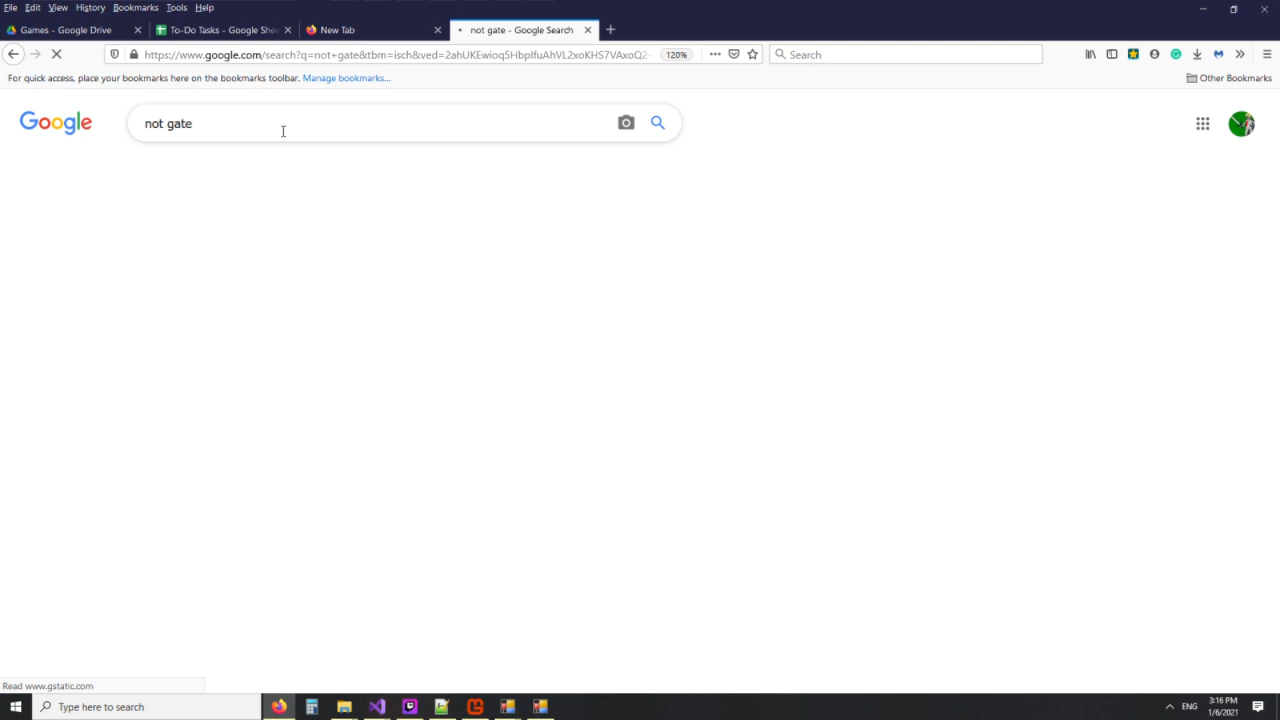 File Edit View History Bookmarks Tools Help
Games - Google Drive To-Do Tasks - Google She New Tab not gate - Google Search
https://www.google.com/search?q=not+gate&tbm=isch&ved=2ahUKEwioq5HbpIfuAhVL2xoKHS7VAxoQ2- 120% Search
For quick access, place your bookmarks here on the bookmarks toolbar. Manage bookmarks... Other Bookmarks
Google not gate
Read www.gstatic.com
Type here to search ENG 3:16 PM
1/6/2021